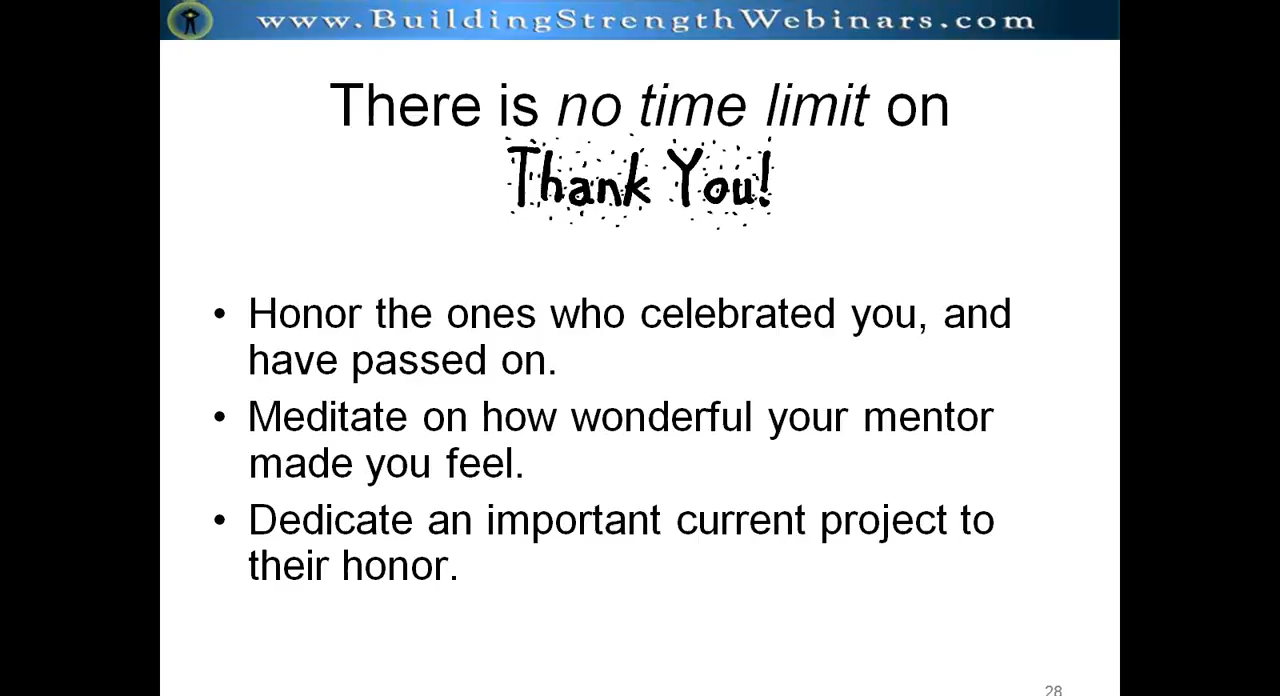 www.BuildingStrengthWebinars.com
There is no time limit on
Thank You!
• Honor the ones who celebrated you, and
have passed on.
• Meditate on how wonderful your mentor
made you feel.
• Dedicate an important current project to
their honor.
28